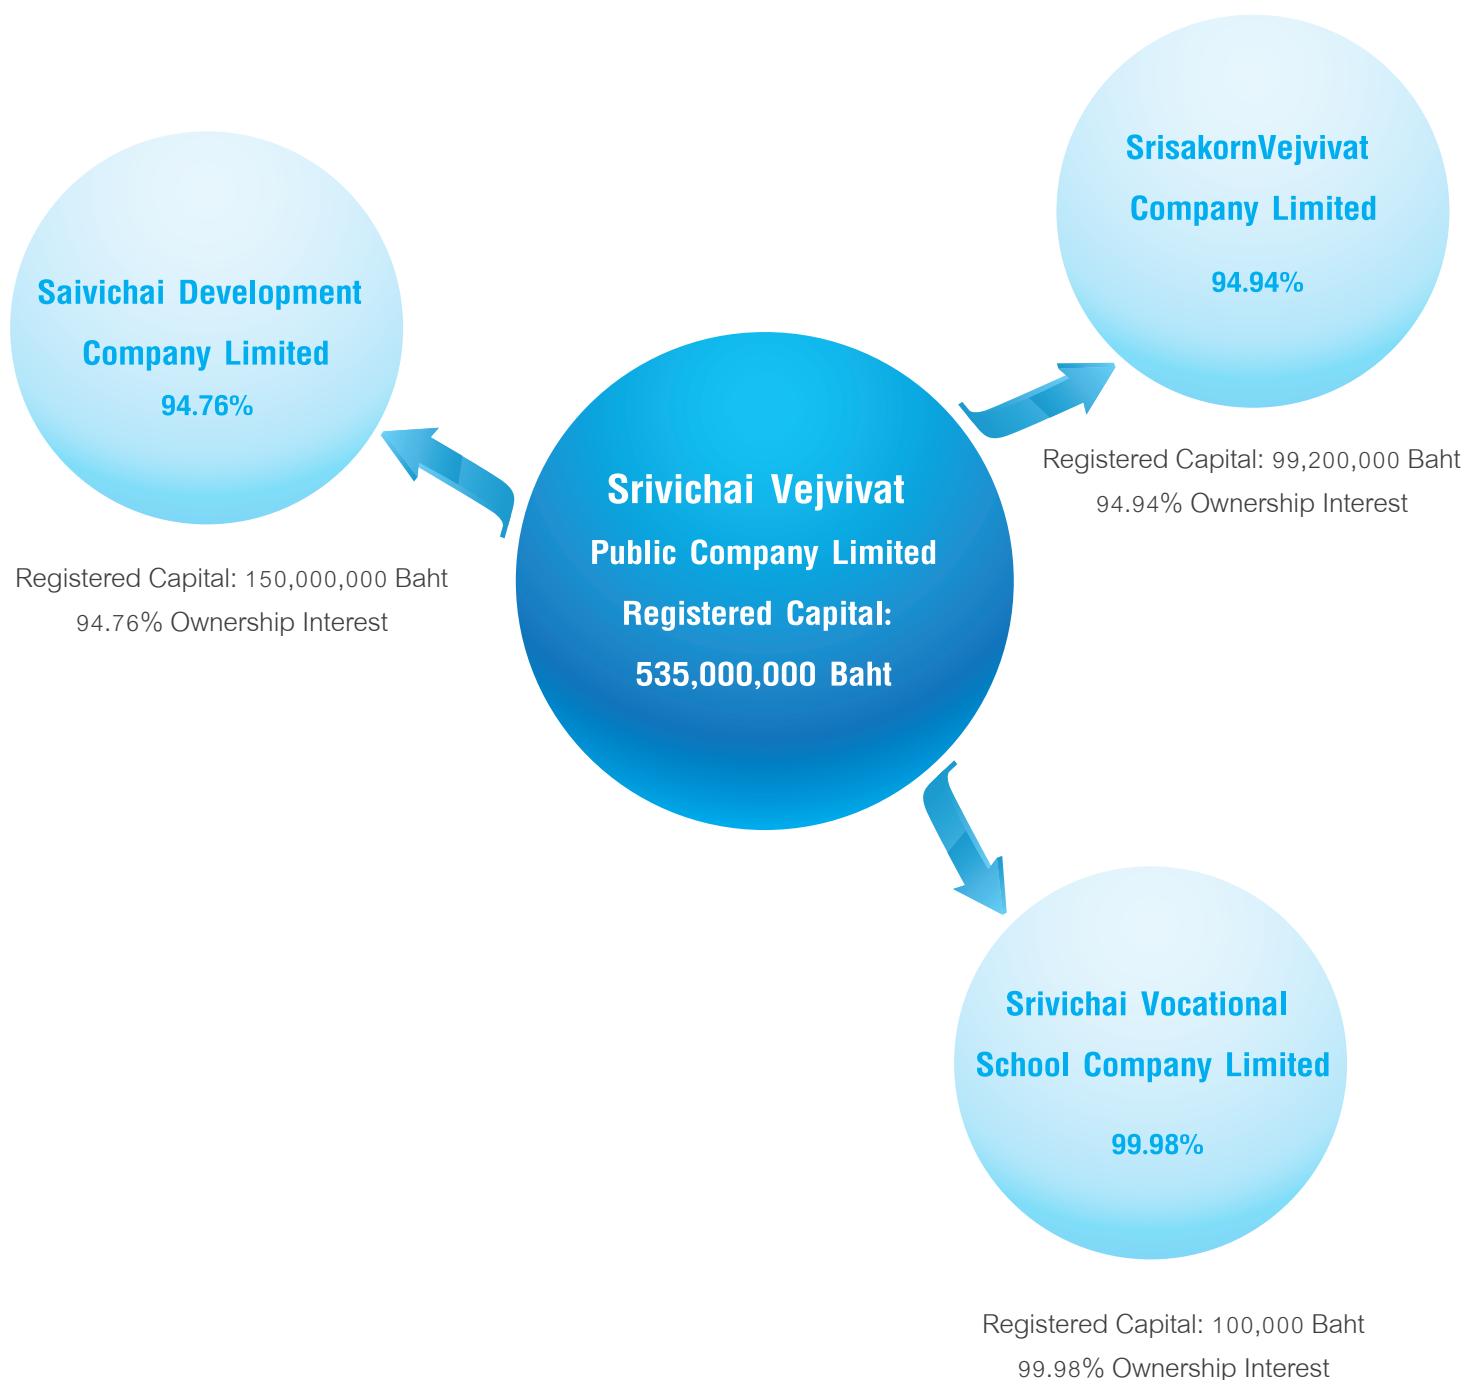 SrisakornVejvivat
Company Limited
94.94%
Registered Capital: 99,200,000 Baht
94.94% Ownership Interest
Saivichai Development
Company Limited
94.76%
Registered Capital: 150,000,000 Baht
94.76% Ownership Interest
Srivichai Vejvivat
Public Company Limited
Registered Capital:
535,000,000 Baht
Srivichai Vocational
School Company Limited
99.98%
Registered Capital: 100,000 Baht
99.98% Ownership Interest